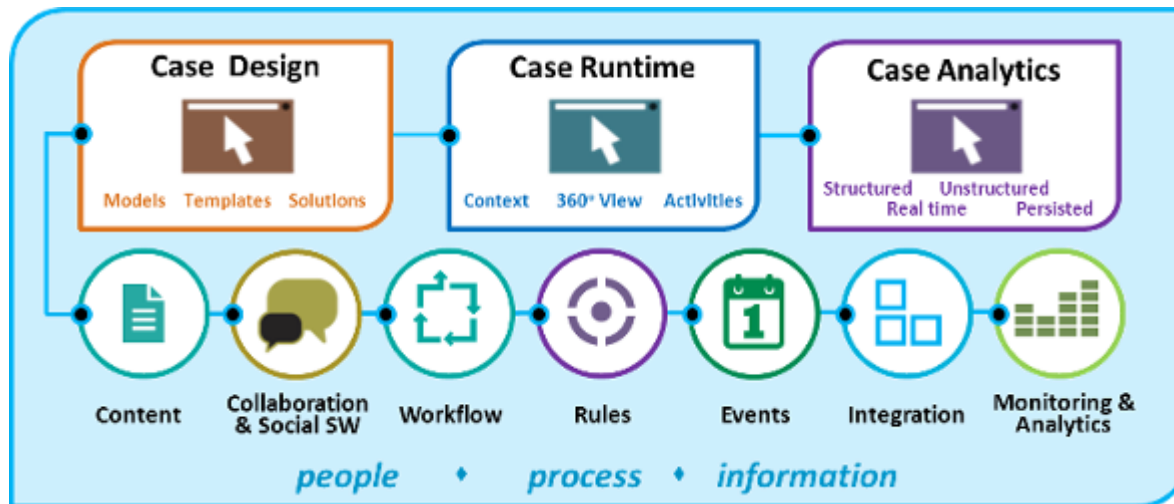 Case Design
Case Runtime
Case Analytics
Models Templates Solutions
Context 360° View Activities
Structured Unstructured
Real time Persisted
1
Content
Collaboration
& Social SW
Workflow
Rules
Events
Integration
Monitoring &
Analytics
people ♦ process ♦ information